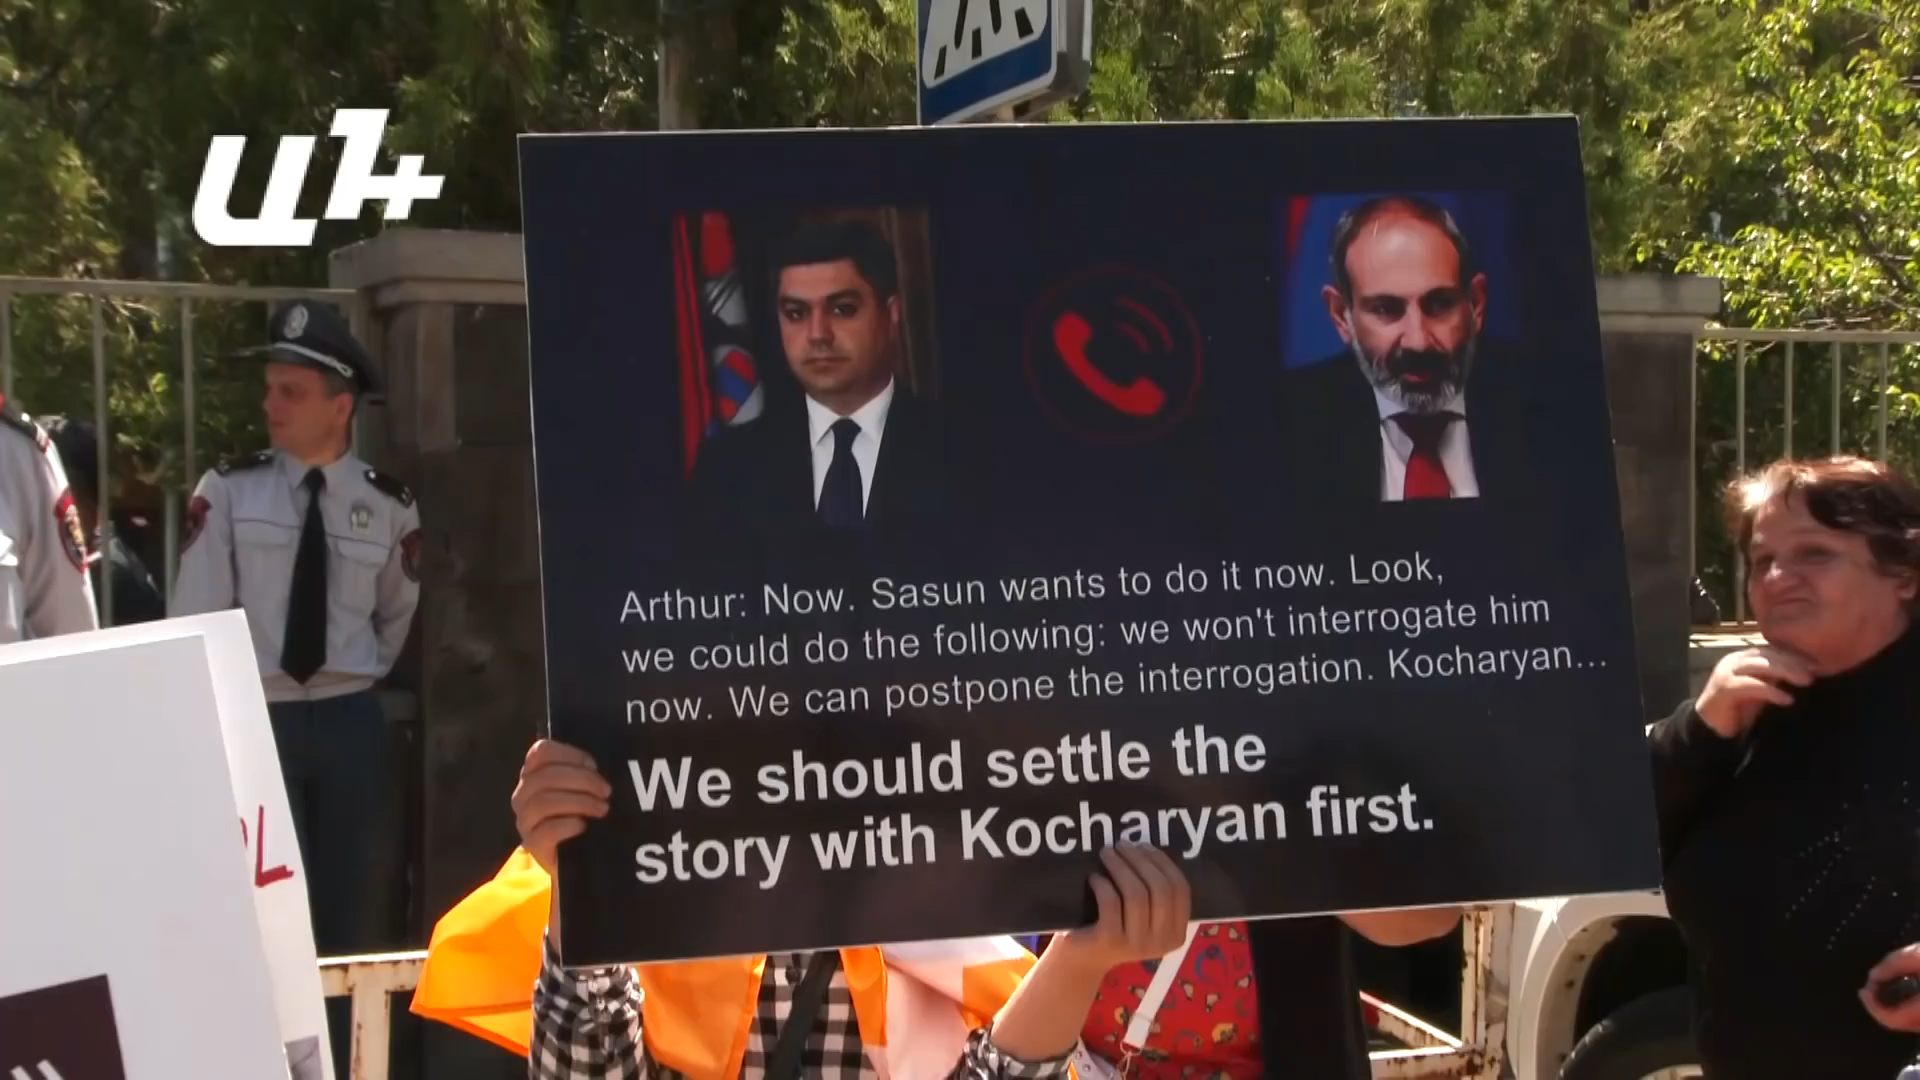 Ա1+
Arthur: Now. Sasun wants to do it now. Look,
we could do the following: we won't interrogate him
now. We can postpone the interrogation. Kocharyan...
We should settle the
story with Kocharyan first.